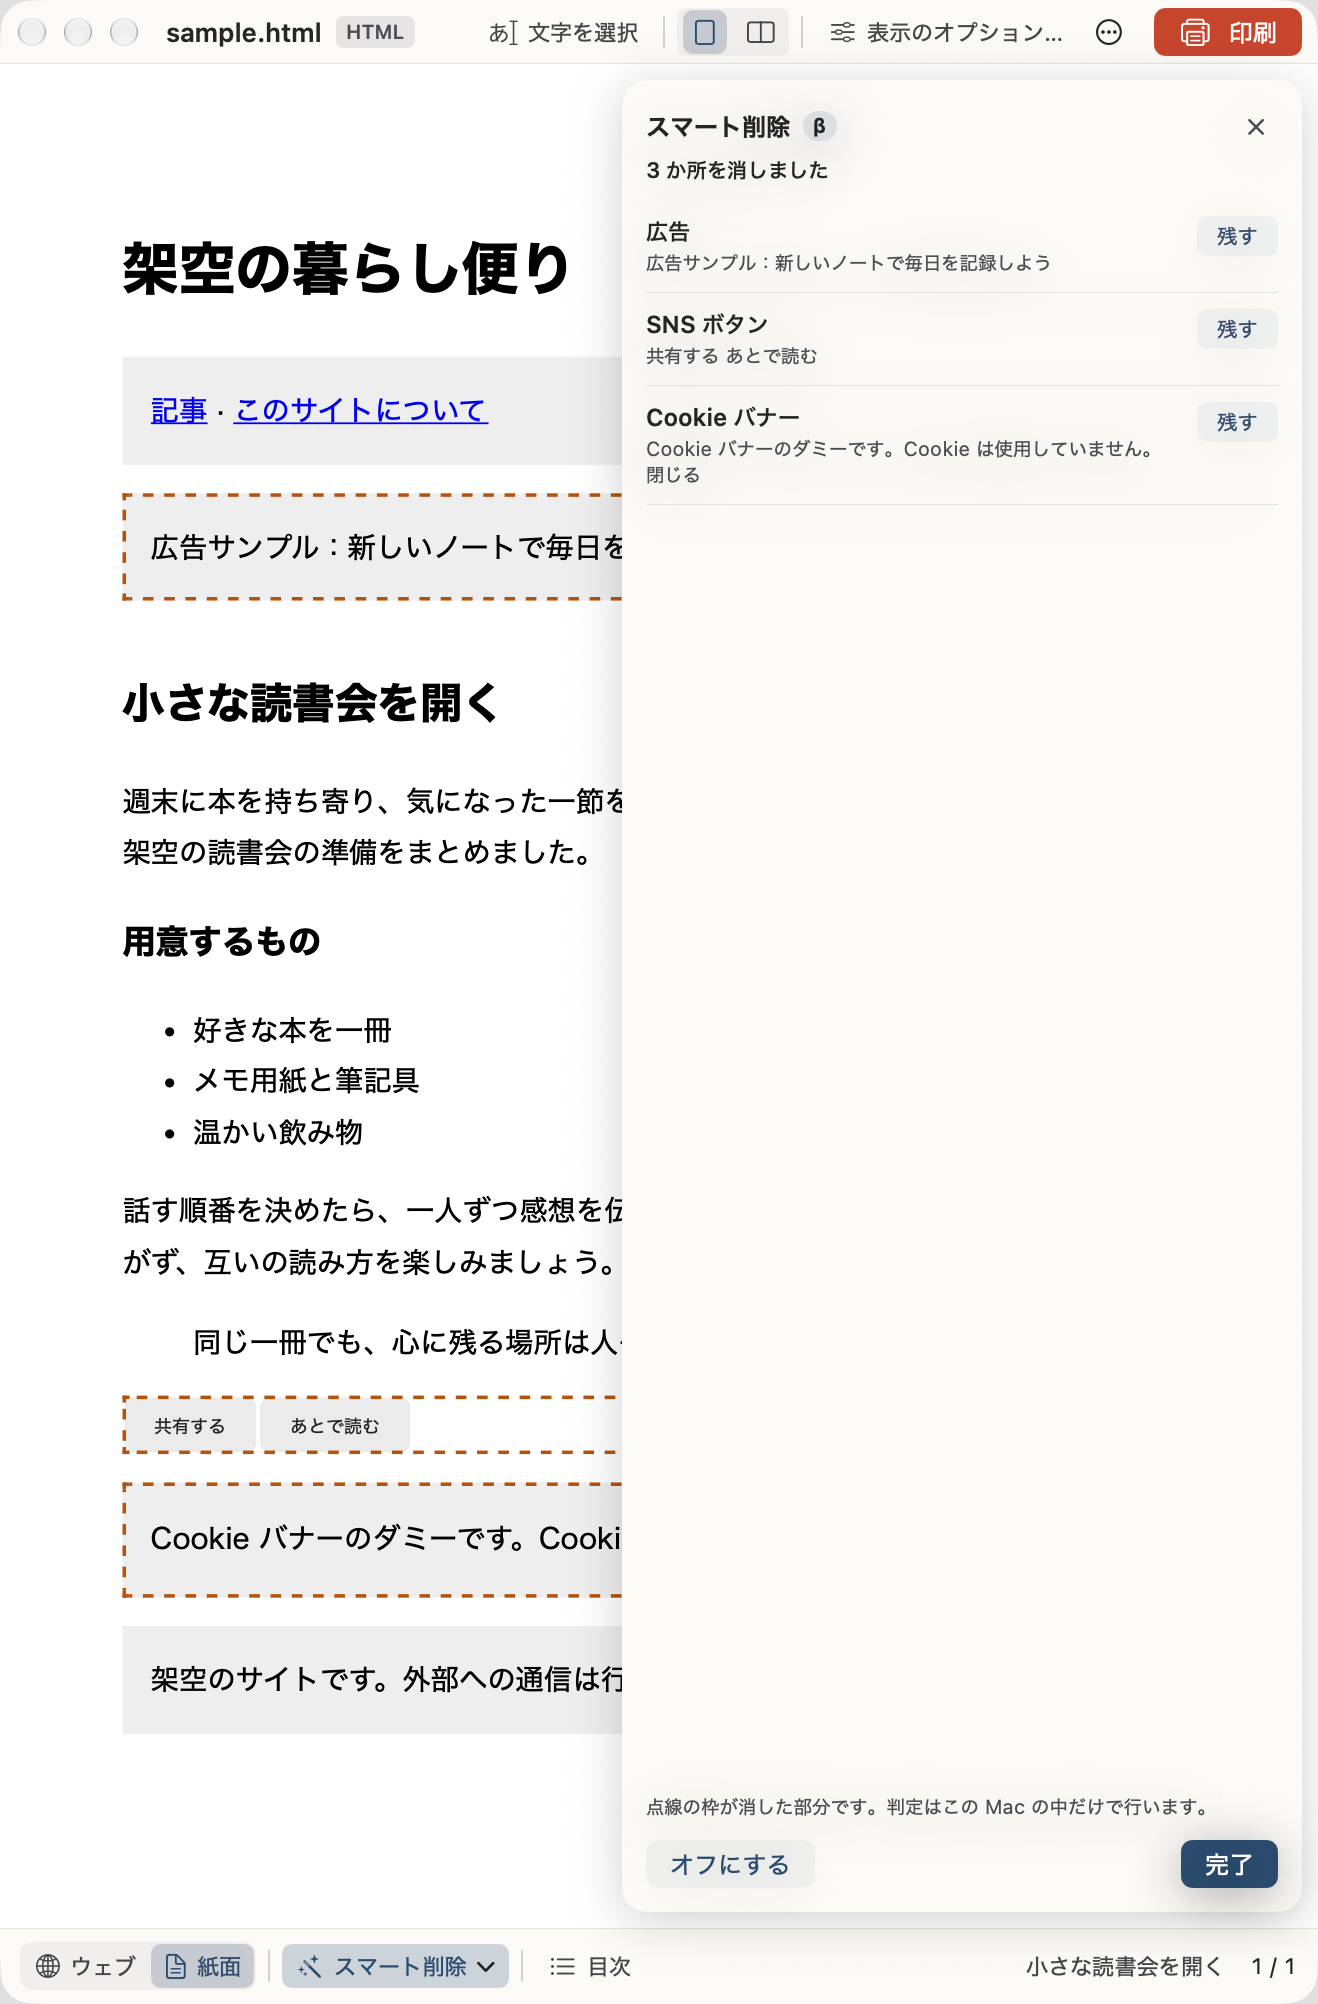 sample.html HTML あ 文字を選択 表示のオプション... 印刷
スマート削除 β
3 か所を消しました
広告 残す
広告サンプル：新しいノートで毎日を記録しよう
SNS ボタン 残す
共有する あとで読む
Cookie バナー 残す
Cookie バナーのダミーです。Cookie は使用していません。
閉じる
架空の暮らし便り
記事 · このサイトについて
広告サンプル：新しいノートで毎日を
小さな読書会を開く
週末に本を持ち寄り、気になった一節を
架空の読書会の準備をまとめました。
用意するもの
• 好きな本を一冊
• メモ用紙と筆記具
• 温かい飲み物
話す順番を決めたら、一人ずつ感想を伝
がず、互いの読み方を楽しみましょう。
同じ一冊でも、心に残る場所は人
共有する あとで読む
Cookie バナーのダミーです。Cooki
架空のサイトです。外部への通信は行
点線の枠が消した部分です。判定はこの Mac の中だけで行います。
オフにする 完了
ウェブ 紙面 スマート削除 目次 小さな読書会を開く 1 / 1